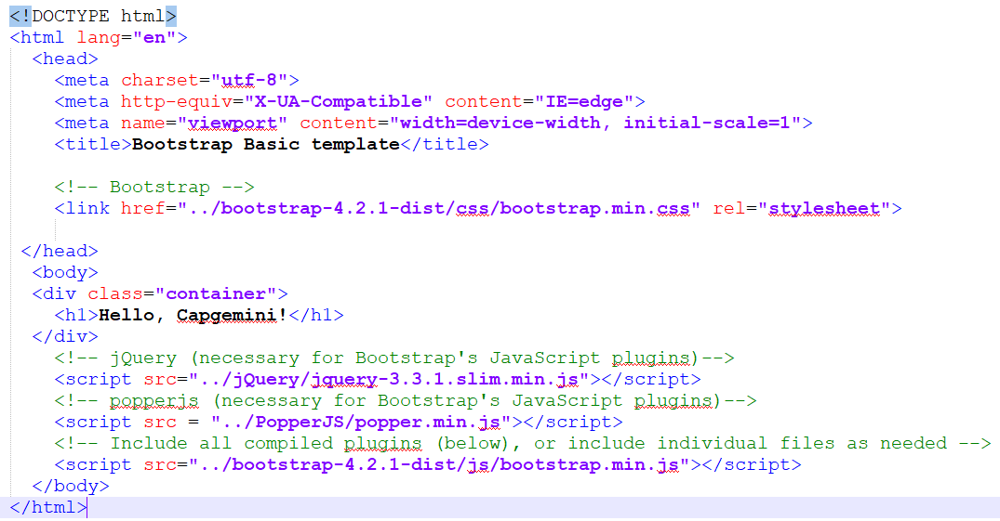 <!DOCTYPE html>
<html lang="en">
<head>
<meta charset="utf-8">
<meta http-equiv="X-UA-Compatible" content="IE=edge">
<meta name="viewport" content="width=device-width, initial-scale=1">
<title>Bootstrap Basic template</title>
<!-- Bootstrap -->
<link href="../bootstrap-4.2.1-dist/css/bootstrap.min.css" rel="stylesheet">
</head>
<body>
<div class="container">
<h1>Hello, Capgemini!</h1>
</div>
<!-- jQuery (necessary for Bootstrap's JavaScript plugins)-->
<script src="../jQuery/jquery-3.3.1.slim.min.js"></script>
<!-- popperjs (necessary for Bootstrap's JavaScript plugins)-->
<script src = "../PopperJS/popper.min.js"></script>
<!-- Include all compiled plugins (below), or include individual files as needed -->
<script src="../bootstrap-4.2.1-dist/js/bootstrap.min.js"></script>
</body>
</html>